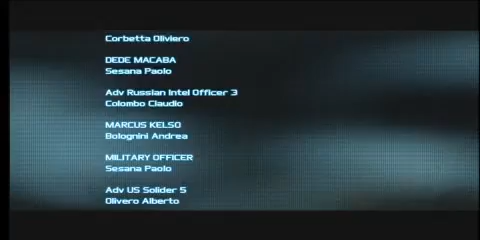 Corbetta Oliviero
DEDE MACABA
Sesana Paolo
Adv Russian Intel Officer 3
Colombo Claudio
MARCUS KELSO
Bolognini Andrea
MILITARY OFFICER
Sesana Paolo
Adv US Solider 5
Olivero Alberto